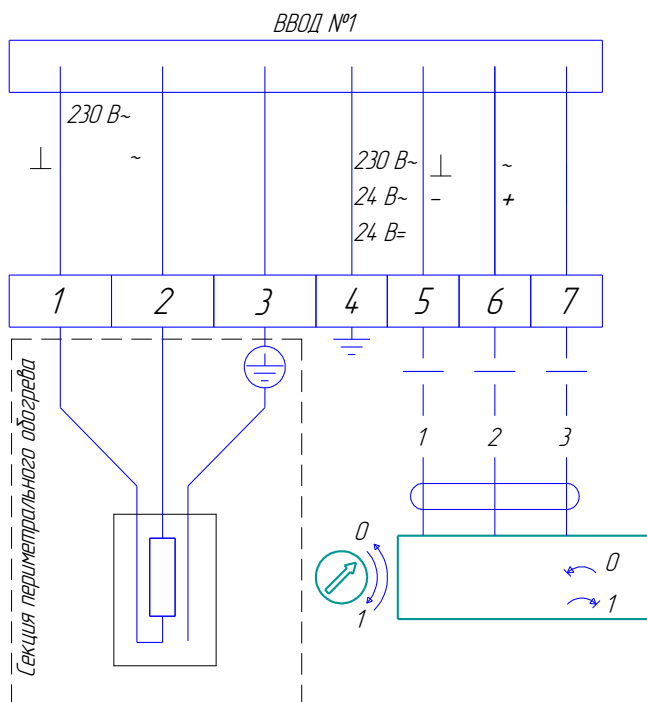 ВВОД №1
230 В~
⊥ ~
230 В~ ⊥ ~
24 В~ - +
24 В=
1 2 3 4 5 6 7
Секция периметрального обогрева
1 2 3
0
1
0
1